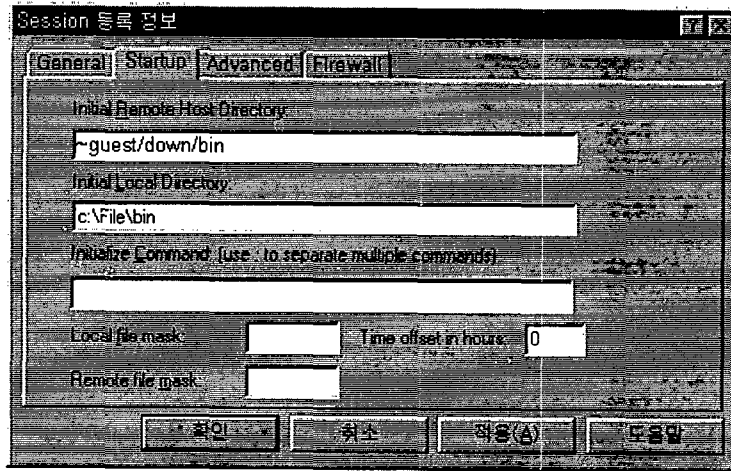 Session 등록 정보
General Startup Advanced Firewall
Initial Remote Host Directory:
~guest/down/bin
Initial Local Directory:
c:\File\bin
Initialize Command: (use ; to separate multiple commands)
Local file mask: Time offset in hours: 0
Remote file mask:
확인 취소 적용(A) 도움말